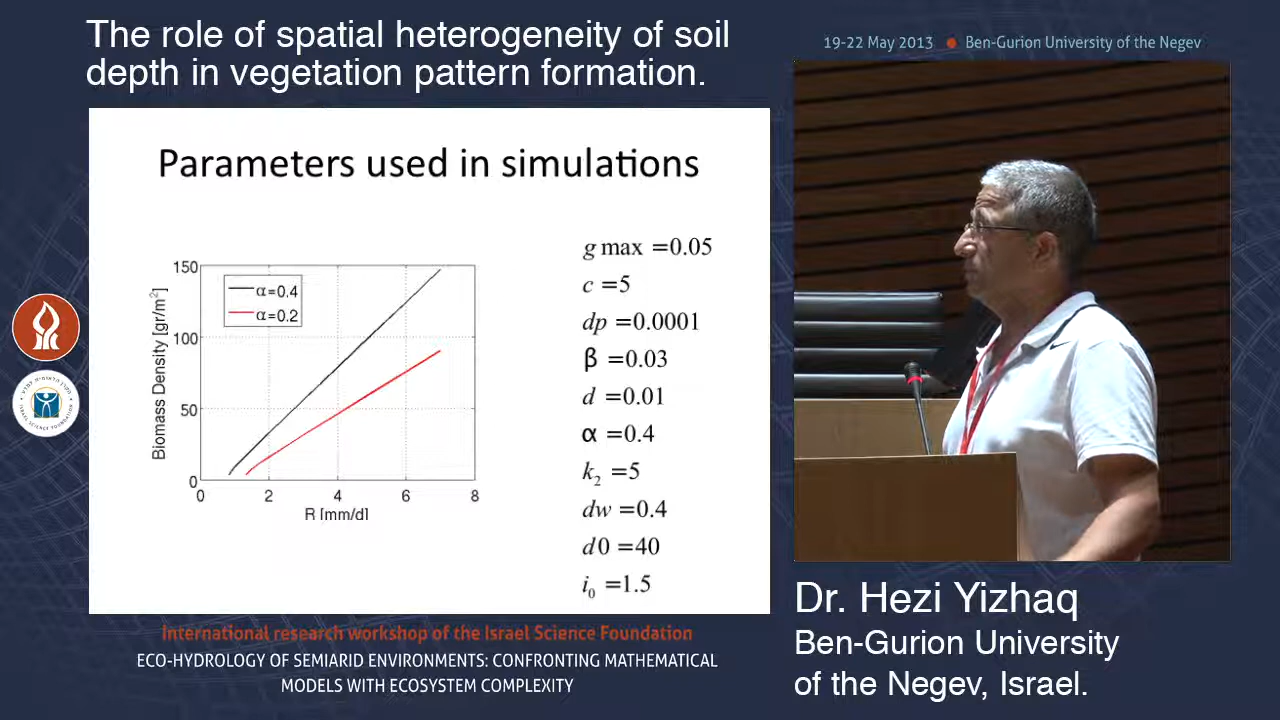 The role of spatial heterogeneity of soil
depth in vegetation pattern formation.
19-22 May 2013 ● Ben-Gurion University of the Negev
Parameters used in simulations
150
100
50
0
0 2 4 6 8
Biomass Density [gr/m²]
R [mm/d]
α=0.4
α=0.2
g max =0.05
c =5
dp =0.0001
β =0.03
d =0.01
α =0.4
k₂ =5
dw =0.4
d0 =40
i₀ =1.5
International research workshop of the Israel Science Foundation
ECO-HYDROLOGY OF SEMIARID ENVIRONMENTS: CONFRONTING MATHEMATICAL
MODELS WITH ECOSYSTEM COMPLEXITY
Dr. Hezi Yizhaq
Ben-Gurion University
of the Negev, Israel.